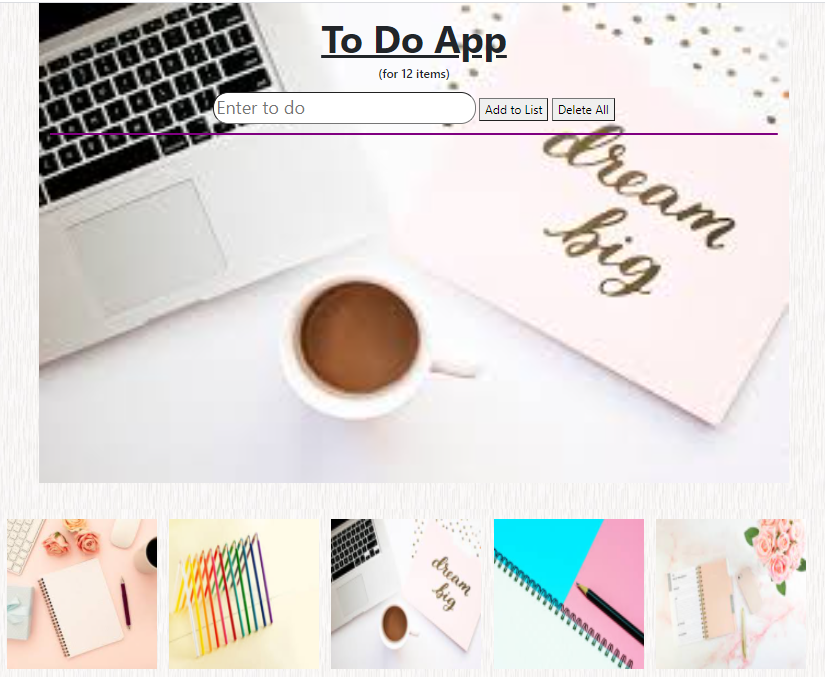 To Do App
(for 12 items)
Enter to do
Add to List
Delete All
dream
big
dream
big